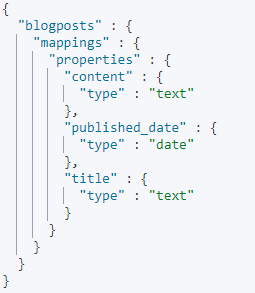 {
  "blogposts" : {
    "mappings" : {
      "properties" : {
        "content" : {
          "type" : "text"
        },
        "published_date" : {
          "type" : "date"
        },
        "title" : {
          "type" : "text"
        }
      }
    }
  }
}